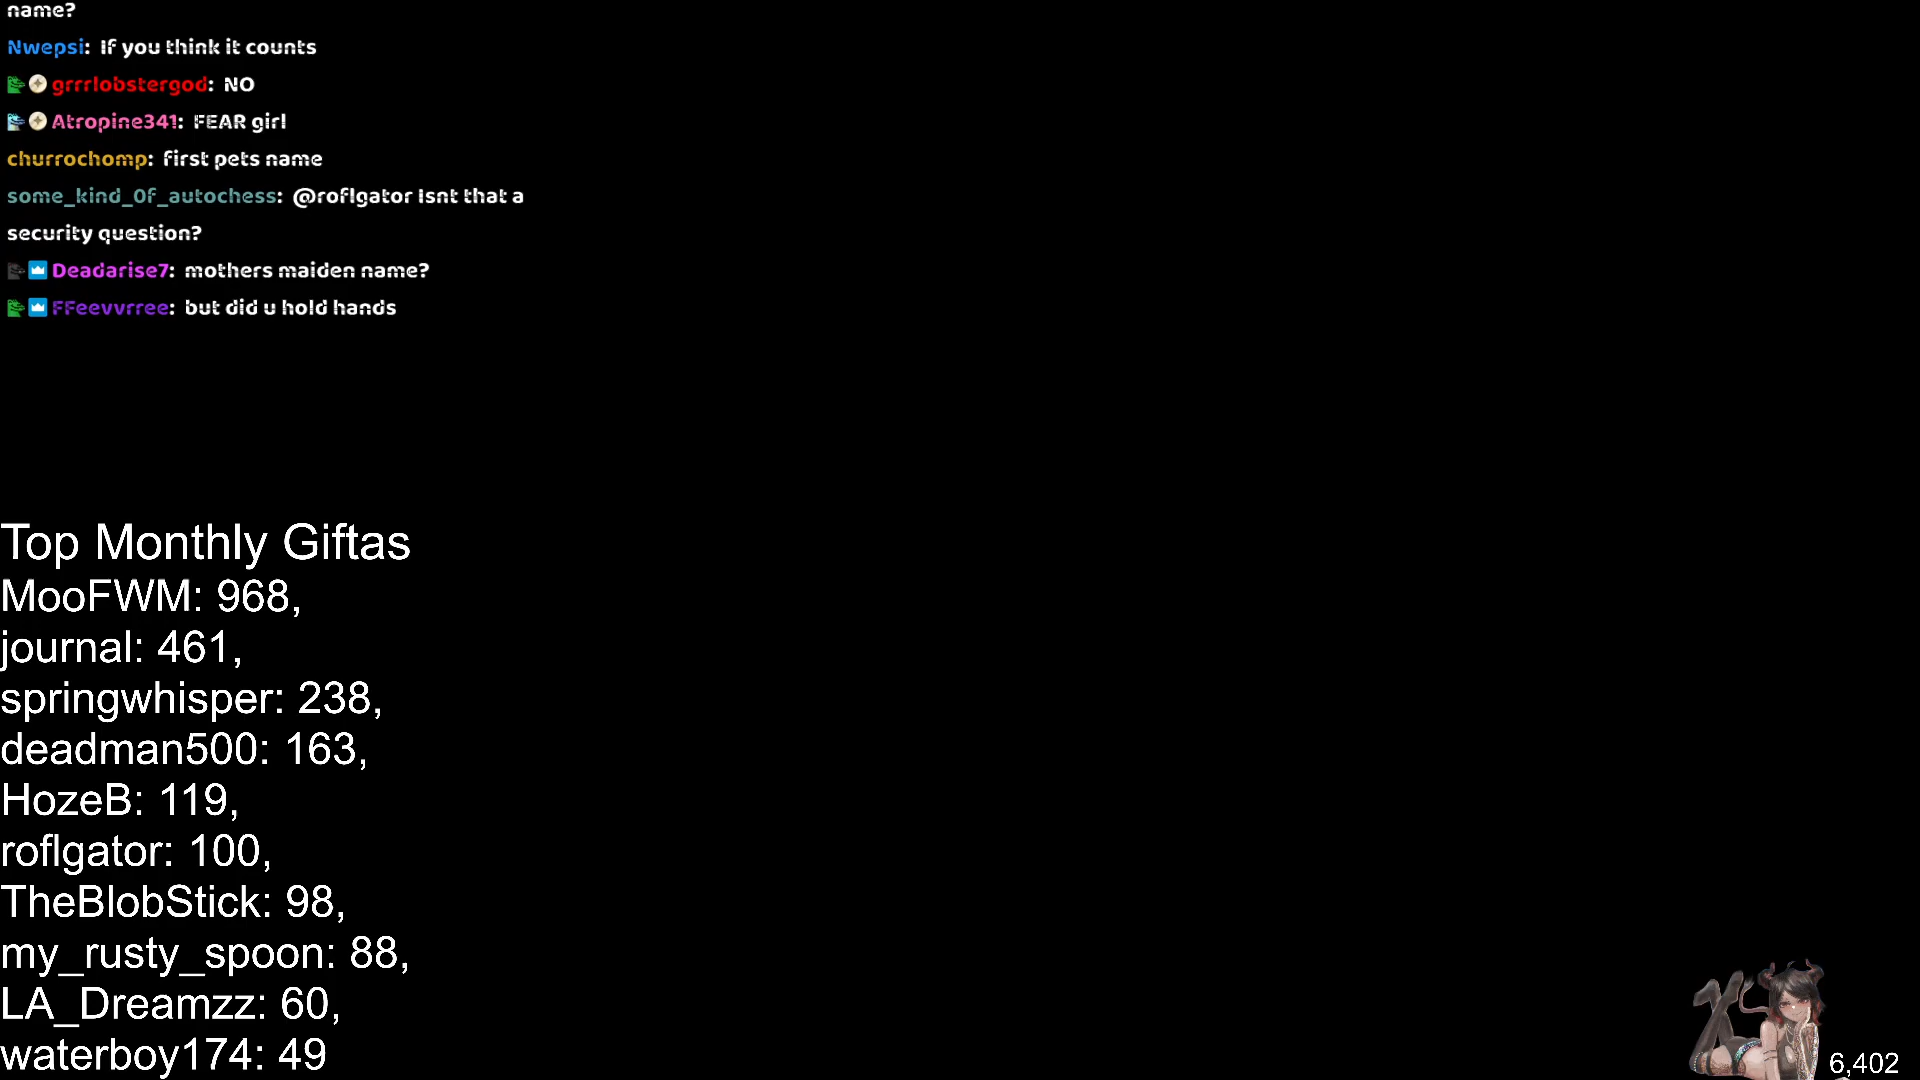 name?
Nwepsi: If you think it counts
grrrlobstergod: NO
Atropine341: FEAR girl
churrochomp: first pets name
some_kind_0f_autochess: @roflgator Isnt that a
security question?
Deadarise7: mothers maiden name?
FFeevvrree: but did u hold hands
Top Monthly Giftas
MooFWM: 968,
journal: 461,
springwhisper: 238,
deadman500: 163,
HozeB: 119,
roflgator: 100,
TheBlobStick: 98,
my_rusty_spoon: 88,
LA_Dreamzz: 60,
waterboy174: 49
6,402